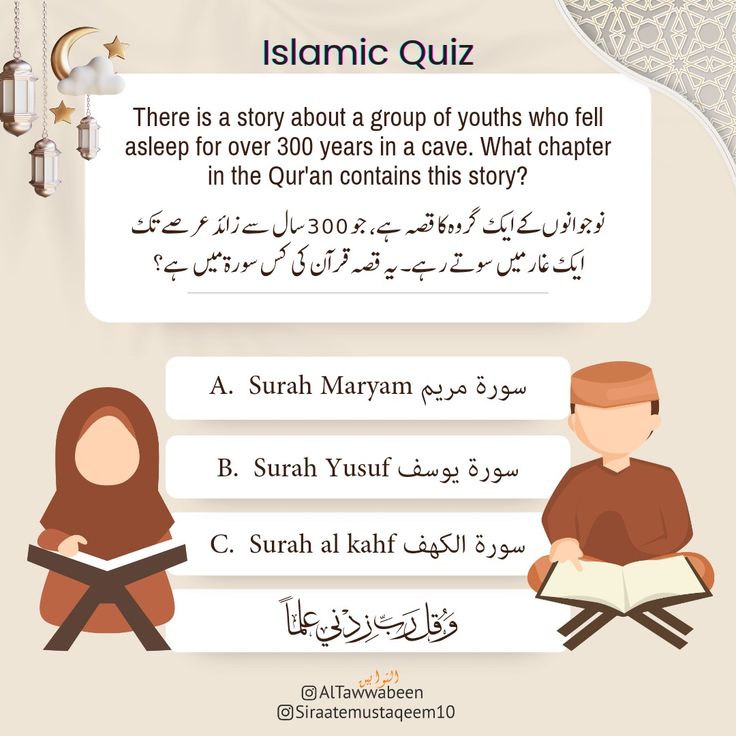 Islamic Quiz
There is a story about a group of youths who fell
asleep for over 300 years in a cave. What chapter
in the Qur'an contains this story?
نوجوانوں کے ایک گروہ کا قصہ ہے، جو 300 سال سے زائد عرصے تک
ایک غار میں سوتے رہے۔ یہ قصہ قرآن کی کس سورۃ میں ہے؟
A. Surah Maryam سورة مريم
B. Surah Yusuf سورة يوسف
C. Surah al kahf سورة الكهف
وَقُل رَبِّ زِدْنِي عِلْمَاً
التوابين
AlTawwabeen
Siraatemustaqeem10